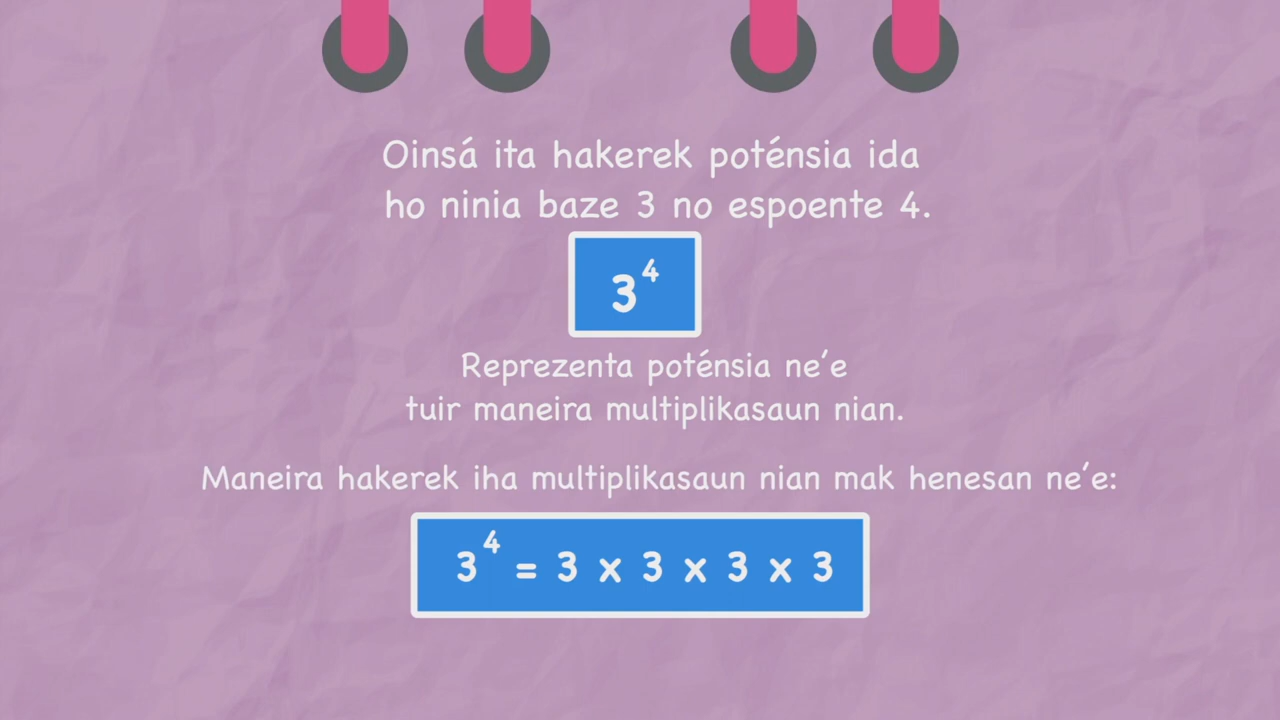 Oinsá ita hakerek poténsia ida
ho ninia baze 3 no espoente 4.
3⁴
Reprezenta poténsia ne’e
tuir maneira multiplikasaun nian.
Maneira hakerek iha multiplikasaun nian mak henesan ne’e:
3⁴ = 3 x 3 x 3 x 3